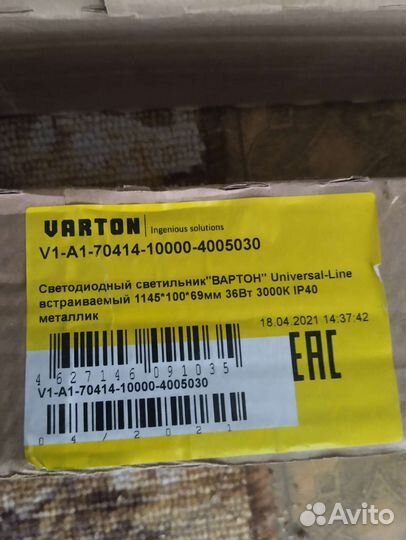 VARTON Ingenious solutions
V1-A1-70414-10000-4005030
Светодиодный светильник"ВАРТОН" Universal-Line
встраиваемый 1145*100*69мм 36Вт 3000К IP40
металлик
18.04.2021 14:37:42
4 627146 091035
V1-A1-70414-10000-4005030
04/2021
EAC
Avito